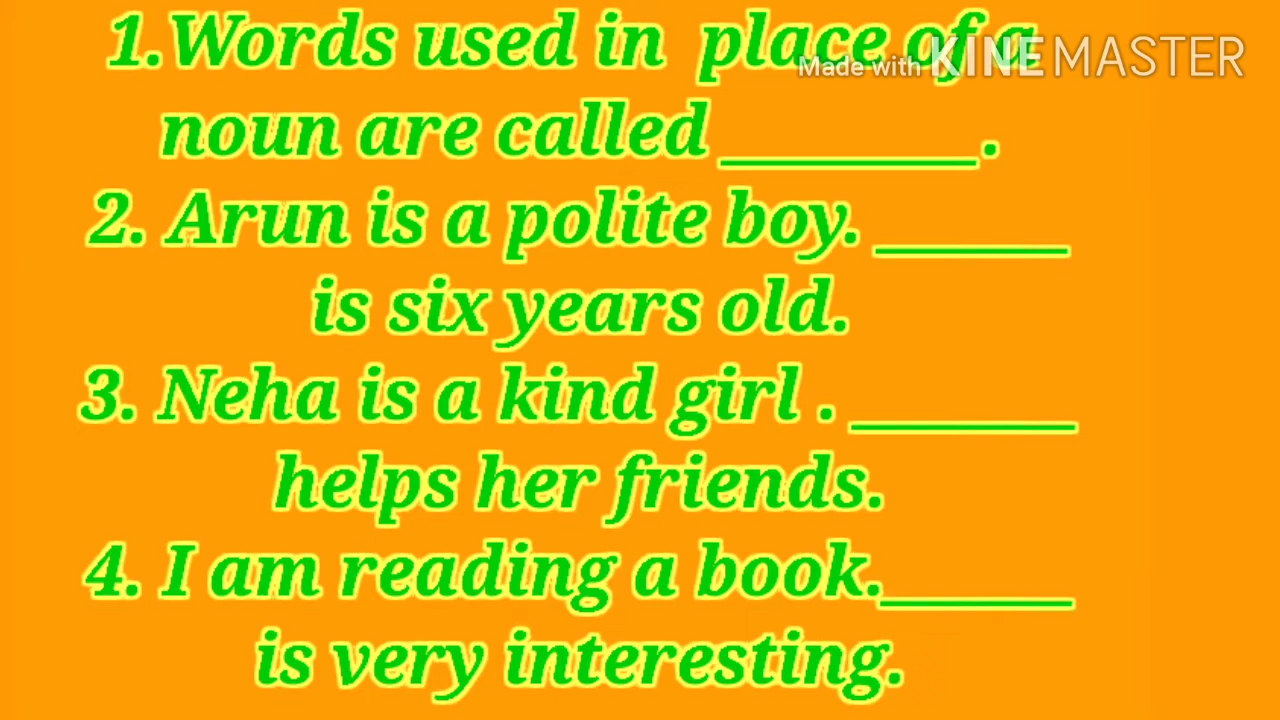 1.Words used in place of a
Made with KINEMASTER
noun are called ________.
2. Arun is a polite boy. ______
is six years old.
3. Neha is a kind girl . _______
helps her friends.
4. I am reading a book.______
is very interesting.